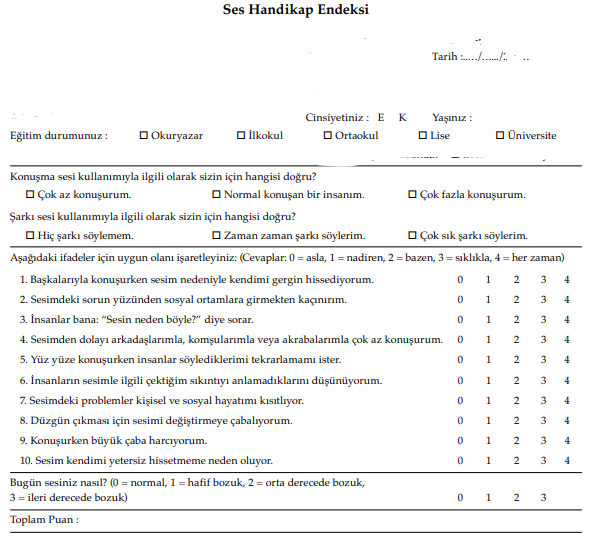 Ses Handikap Endeksi
Tarih :...../....../
Cinsiyetiniz : E K Yaşınız :
Eğitim durumunuz : ☐ Okuryazar ☐ İlkokul ☐ Ortaokul ☐ Lise ☐ Üniversite
Konuşma sesi kullanımıyla ilgili olarak sizin için hangisi doğru?
☐ Çok az konuşurum. ☐ Normal konuşan bir insanım. ☐ Çok fazla konuşurum.
Şarkı sesi kullanımıyla ilgili olarak sizin için hangisi doğru?
☐ Hiç şarkı söylemem. ☐ Zaman zaman şarkı söylerim. ☐ Çok sık şarkı söylerim.
Aşağıdaki ifadeler için uygun olanı işaretleyiniz: (Cevaplar: 0 = asla, 1 = nadiren, 2 = bazen, 3 = sıklıkla, 4 = her zaman)
1. Başkalarıyla konuşurken sesim nedeniyle kendimi gergin hissediyorum. 0 1 2 3 4
2. Sesimdeki sorun yüzünden sosyal ortamlara girmekten kaçınırım. 0 1 2 3 4
3. İnsanlar bana: “Sesin neden böyle?” diye sorar. 0 1 2 3 4
4. Sesimden dolayı arkadaşlarımla, komşularımla veya akrabalarımla çok az konuşurum. 0 1 2 3 4
5. Yüz yüze konuşurken insanlar söylediklerimi tekrarlamamı ister. 0 1 2 3 4
6. İnsanların sesimle ilgili çektiğim sıkıntıyı anlamadıklarını düşünüyorum. 0 1 2 3 4
7. Sesimdeki problemler kişisel ve sosyal hayatımı kısıtlıyor. 0 1 2 3 4
8. Düzgün çıkması için sesimi değiştirmeye çabalıyorum. 0 1 2 3 4
9. Konuşurken büyük çaba harcıyorum. 0 1 2 3 4
10. Sesim kendimi yetersiz hissetmeme neden oluyor. 0 1 2 3 4
Bugün sesiniz nasıl? (0 = normal, 1 = hafif bozuk, 2 = orta derecede bozuk,
3 = ileri derecede bozuk) 0 1 2 3
Toplam Puan :